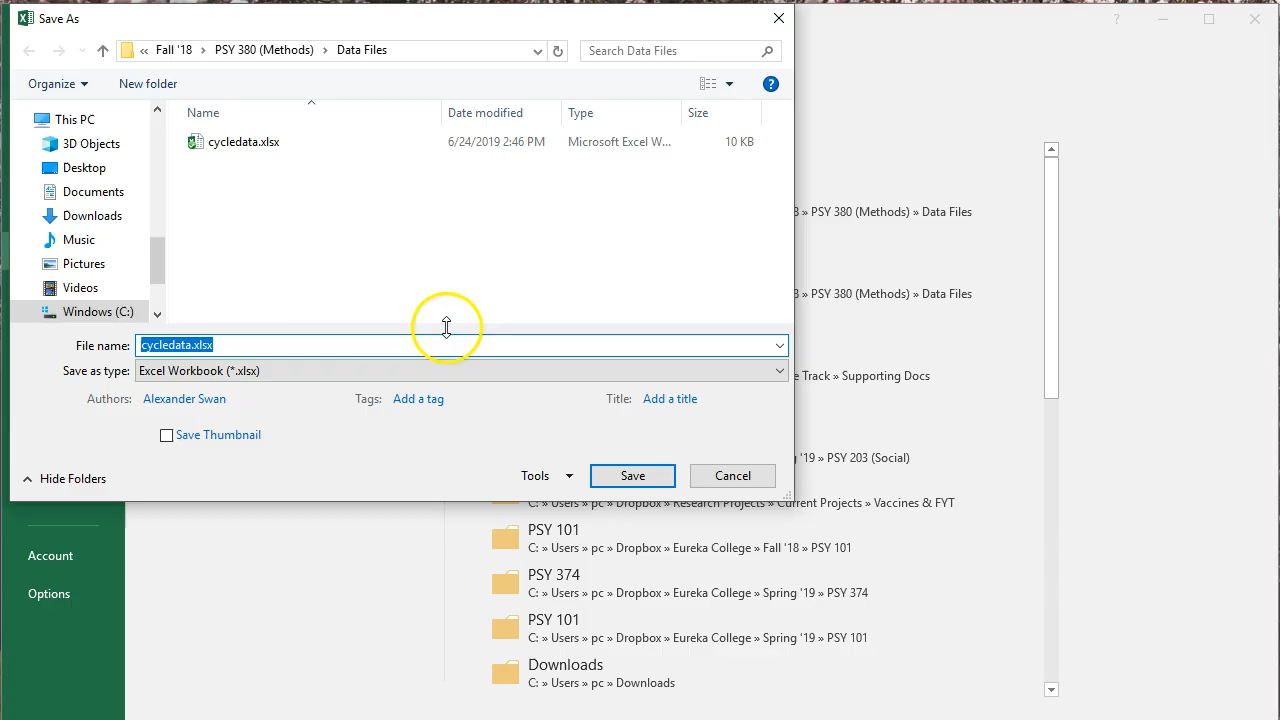 Save As
« Fall '18 > PSY 380 (Methods) > Data Files
Search Data Files
Organize
New folder
?
Name
Date modified
Type
Size
cycledata.xlsx
6/24/2019 2:46 PM
Microsoft Excel W...
10 KB
This PC
3D Objects
Desktop
Documents
Downloads
Music
Pictures
Videos
Windows (C:)
File name: cycledata.xlsx
Save as type: Excel Workbook (*.xlsx)
Authors: Alexander Swan
Tags: Add a tag
Title: Add a title
Save Thumbnail
Hide Folders
Tools
Save
Cancel
?
» PSY 380 (Methods) » Data Files
» PSY 380 (Methods) » Data Files
Track » Supporting Docs
'19 » PSY 203 (Social)
C: » Users » pc » Dropbox » Research Projects » Current Projects » Vaccines & FYT
PSY 101
C: » Users » pc » Dropbox » Eureka College » Fall '18 » PSY 101
PSY 374
C: » Users » pc » Dropbox » Eureka College » Spring '19 » PSY 374
PSY 101
C: » Users » pc » Dropbox » Eureka College » Spring '19 » PSY 101
Downloads
C: » Users » pc » Downloads
Account
Options